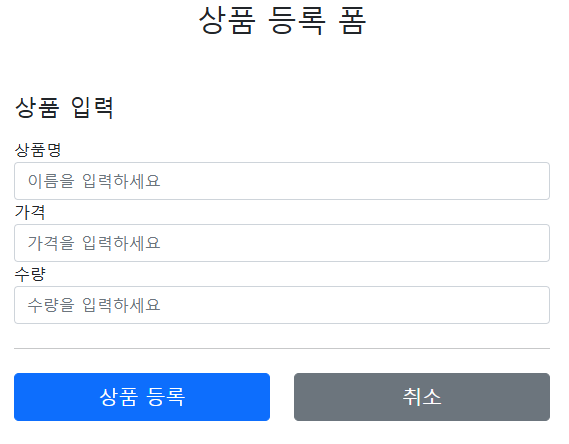 상품 등록 폼
상품 입력
상품명
이름을 입력하세요
가격
가격을 입력하세요
수량
수량을 입력하세요
상품 등록
취소